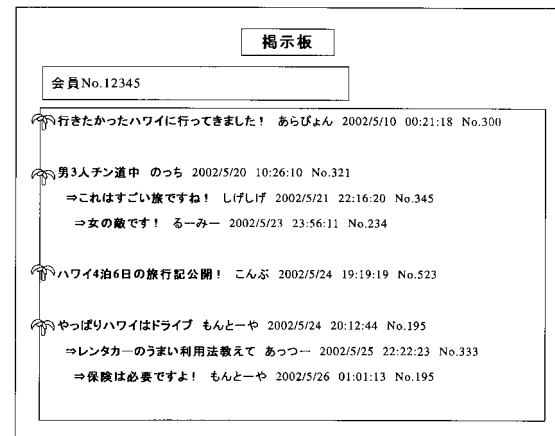 掲示板
会員No.12345
行きたかったハワイに行ってきました! あらぴょん 2002/5/10 00:21:18 No.300
男3人チン道中 のっち 2002/5/20 10:26:10 No.321
⇒これはすごい旅ですね! しげしげ 2002/5/21 22:16:20 No.345
⇒女の敵です! るーみー 2002/5/23 23:56:11 No.234
ハワイ4泊6日の旅行記公開! こんぶ 2002/5/24 19:19:19 No.523
やっぱりハワイはドライブ もんとーや 2002/5/24 20:12:44 No.195
⇒レンタカーのうまい利用法教えて あっつー 2002/5/25 22:22:23 No.333
⇒保険は必要ですよ! もんとーや 2002/5/26 01:01:13 No.195